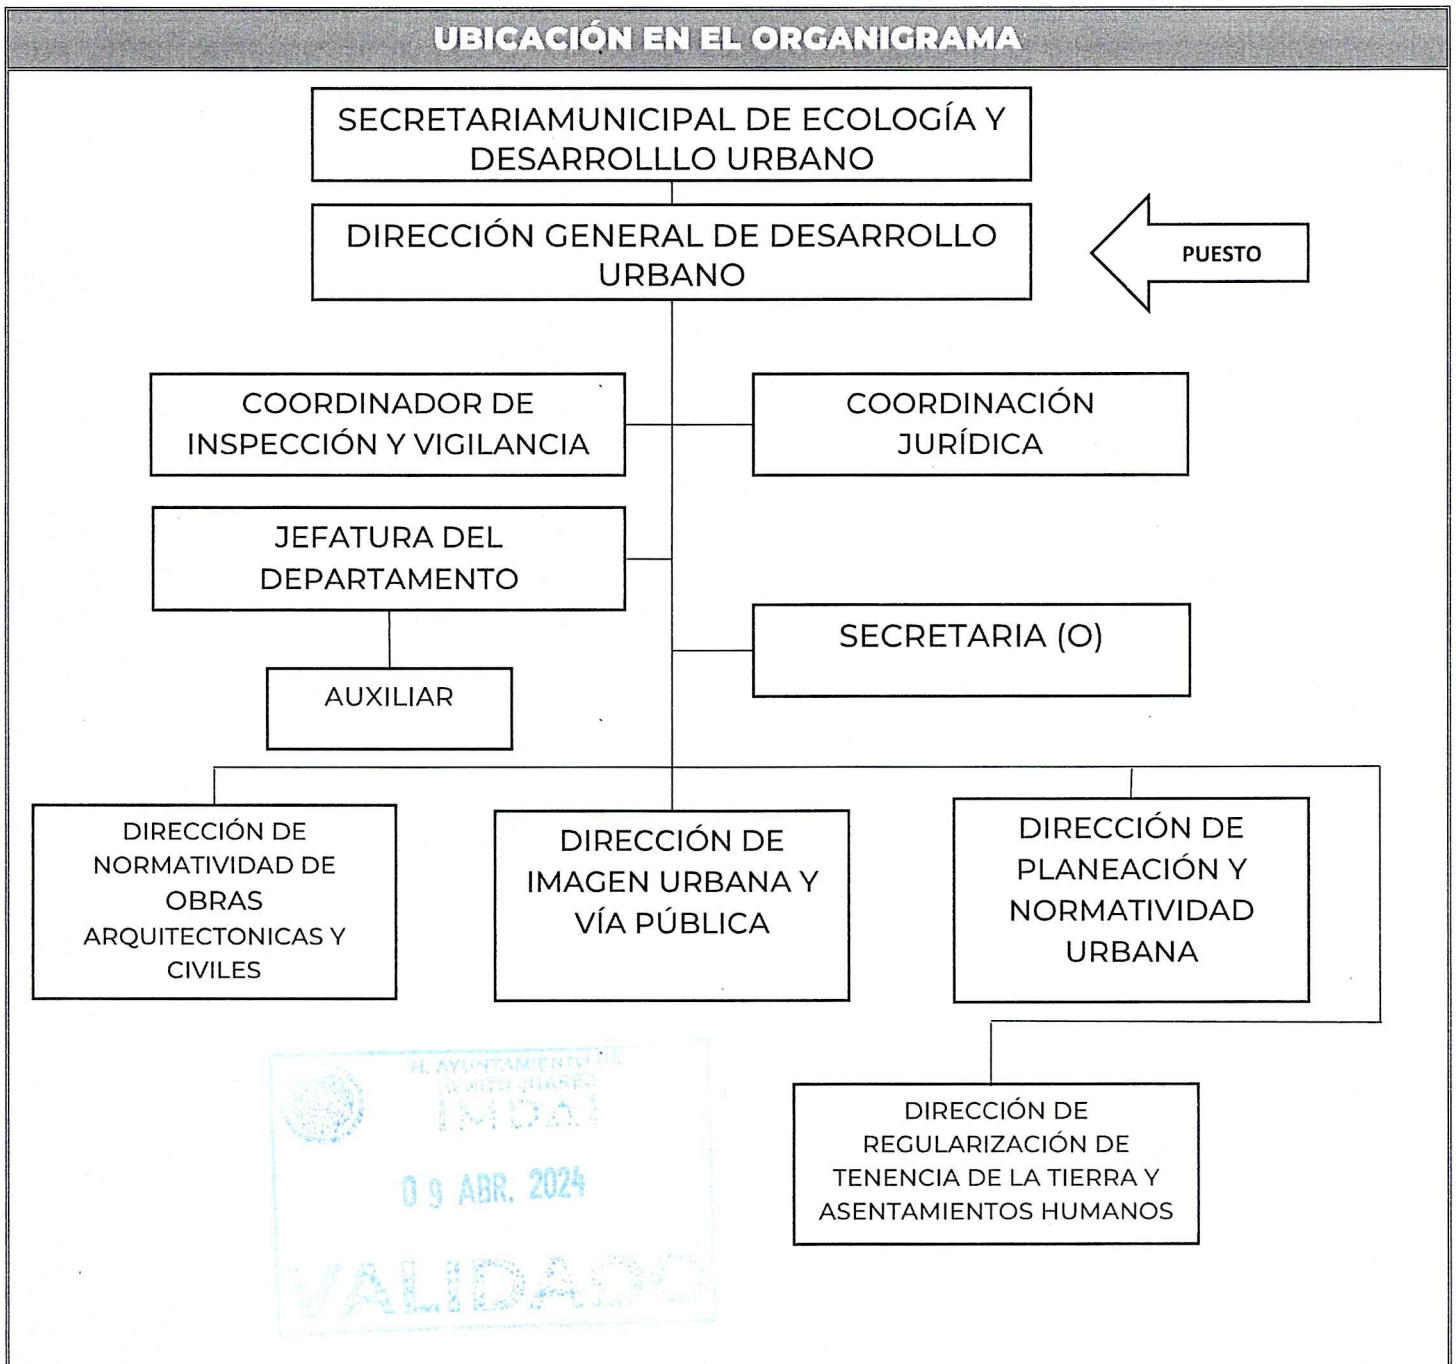 UBICACIÓN EN EL ORGANIGRAMA
SECRETARIAMUNICIPAL DE ECOLOGÍA Y
DESARROLLLO URBANO
DIRECCIÓN GENERAL DE DESARROLLO
URBANO
PUESTO
COORDINADOR DE
INSPECCIÓN Y VIGILANCIA
COORDINACIÓN
JURÍDICA
JEFATURA DEL
DEPARTAMENTO
SECRETARIA (O)
AUXILIAR
DIRECCIÓN DE
NORMATIVIDAD DE
OBRAS
ARQUITECTONICAS Y
CIVILES
DIRECCIÓN DE
IMAGEN URBANA Y
VÍA PÚBLICA
DIRECCIÓN DE
PLANEACIÓN Y
NORMATIVIDAD
URBANA
DIRECCIÓN DE
REGULARIZACIÓN DE
TENENCIA DE LA TIERRA Y
ASENTAMIENTOS HUMANOS
H. AYUNTAMIENTO DE
BENITO JUÁREZ
IMDAI
09 ABR. 2024
VALIDADO